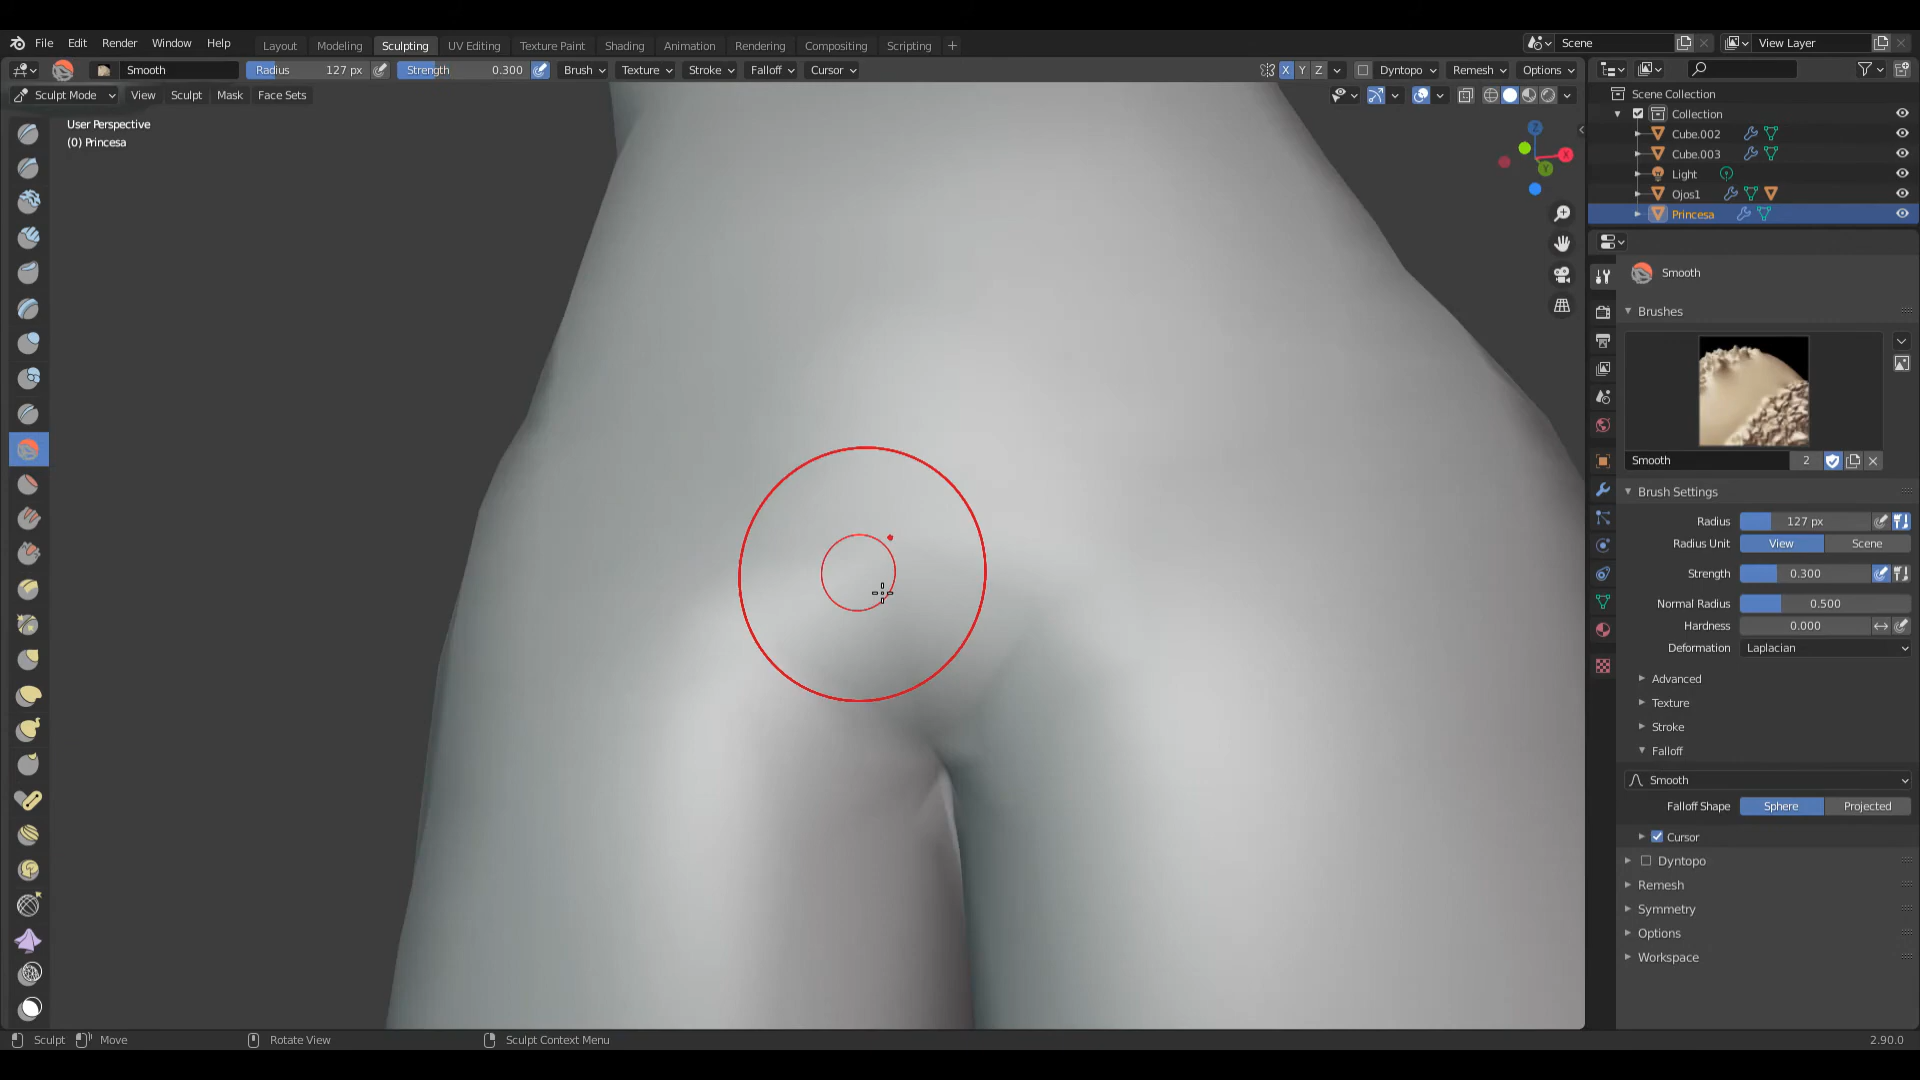 File Edit Render Window Help
Layout Modeling Sculpting UV Editing Texture Paint Shading Animation Rendering Compositing Scripting +
Scene View Layer
Smooth Radius 127 px Strength 0.300 Brush Texture Stroke Falloff Cursor
X Y Z Dyntopo Remesh Options
Sculpt Mode View Sculpt Mask Face Sets
User Perspective
(0) Princesa
Z
X
Y
Scene Collection
Collection
Cube.002
Cube.003
Light
Ojos1
Princesa
Smooth
Brushes
Smooth 2
Brush Settings
Radius 127 px
Radius Unit View Scene
Strength 0.300
Normal Radius 0.500
Hardness 0.000
Deformation Laplacian
Advanced
Texture
Stroke
Falloff
Smooth
Falloff Shape Sphere Projected
Cursor
Dyntopo
Remesh
Symmetry
Options
Workspace
Sculpt Move Rotate View Sculpt Context Menu 2.90.0